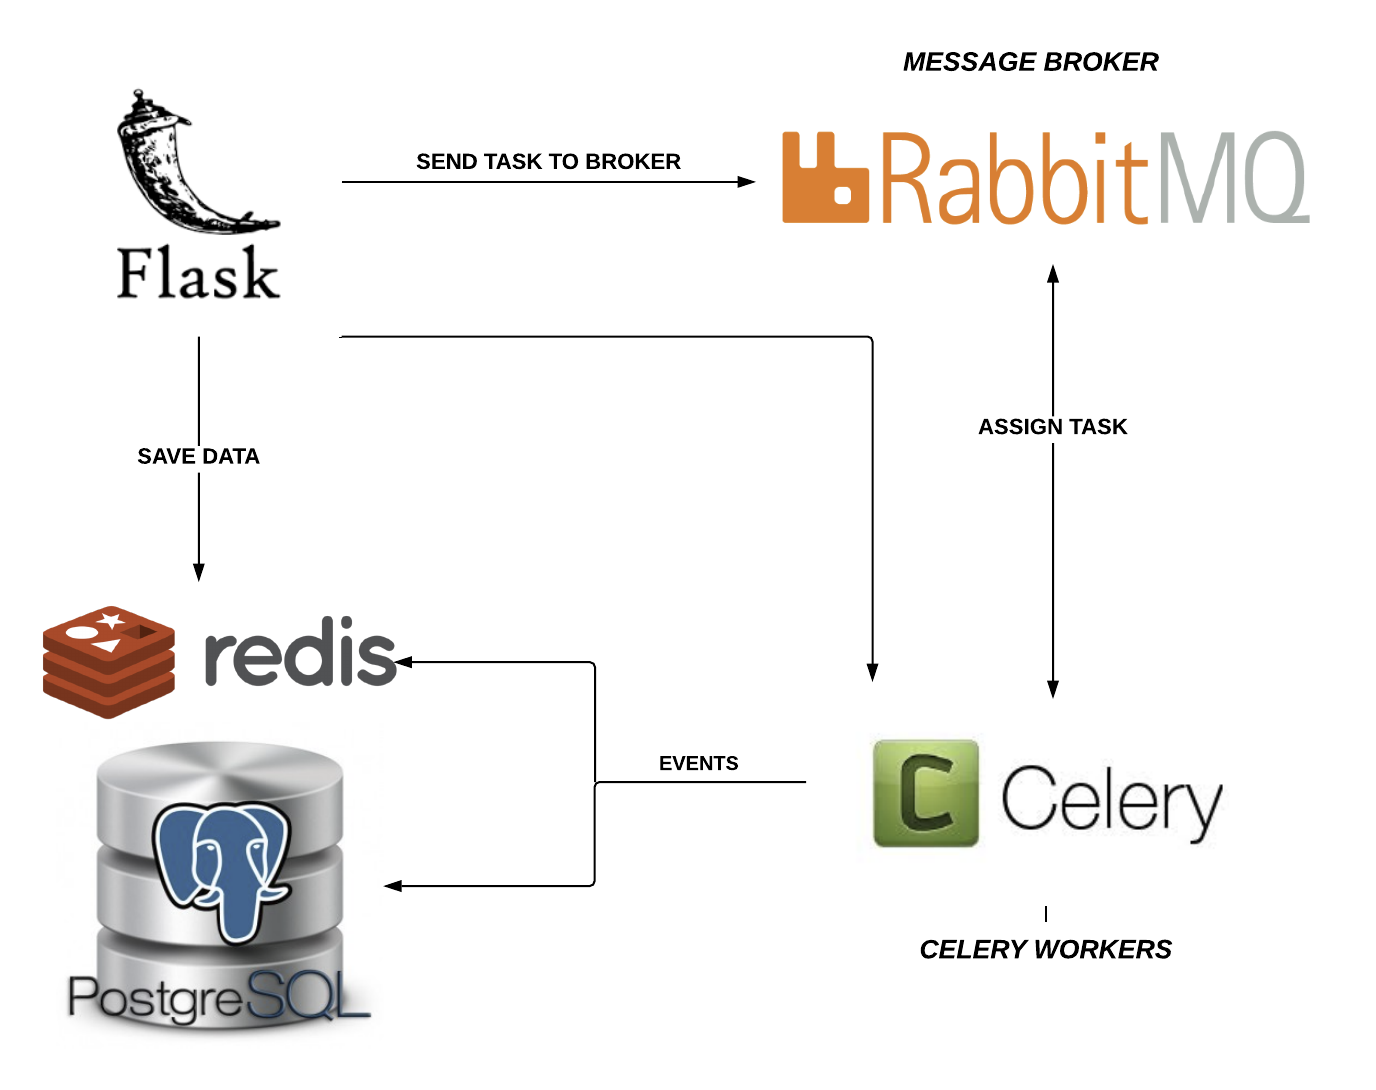 MESSAGE BROKER
SEND TASK TO BROKER
RabbitMQ
Flask
ASSIGN TASK
SAVE DATA
redis
EVENTS
C Celery
PostgreSQL
CELERY WORKERS